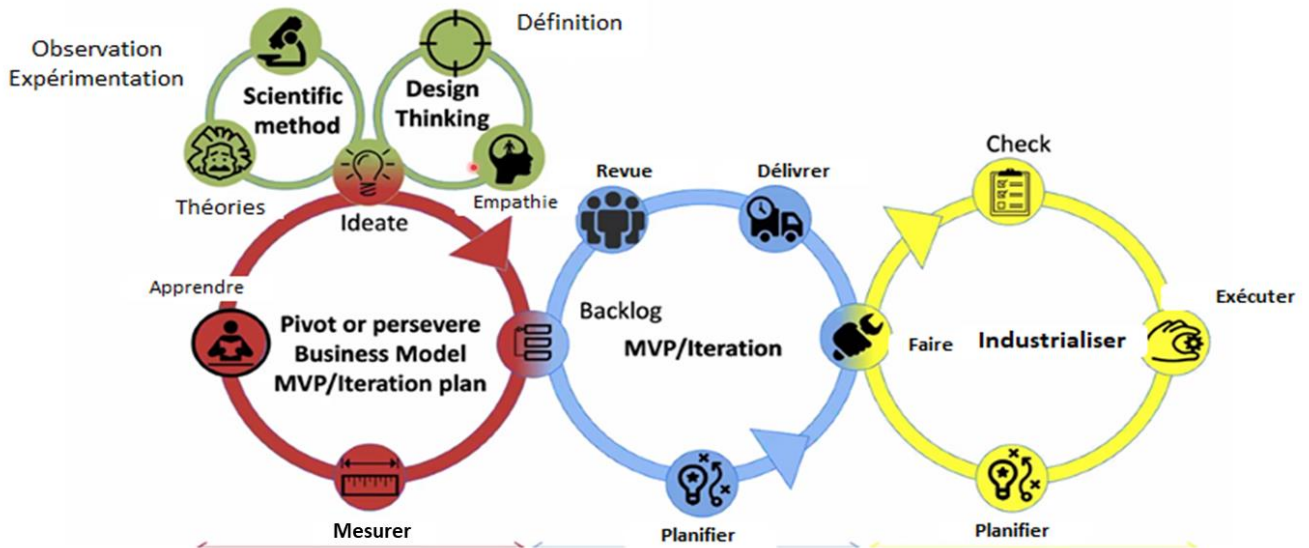 Définition
Observation
Expérimentation
Scientific
method
Design
Thinking
Théories
Ideate
Empathie
Check
Revue
Délivrer
Apprendre
Pivot or persevere
Business Model
MVP/Iteration plan
Backlog
MVP/Iteration
Faire
Industrialiser
Exécuter
Mesurer
Planifier
Planifier